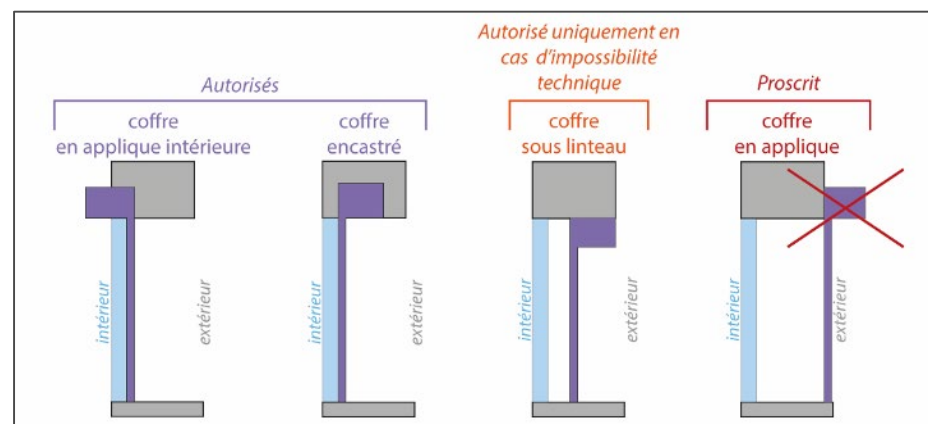 Autorisés
Autorisé uniquement en
cas d'impossibilité
technique
Proscrit
coffre
en applique intérieure
coffre
encastré
coffre
sous linteau
coffre
en applique
intérieur
extérieur
intérieur
extérieur
intérieur
extérieur
intérieur
extérieur